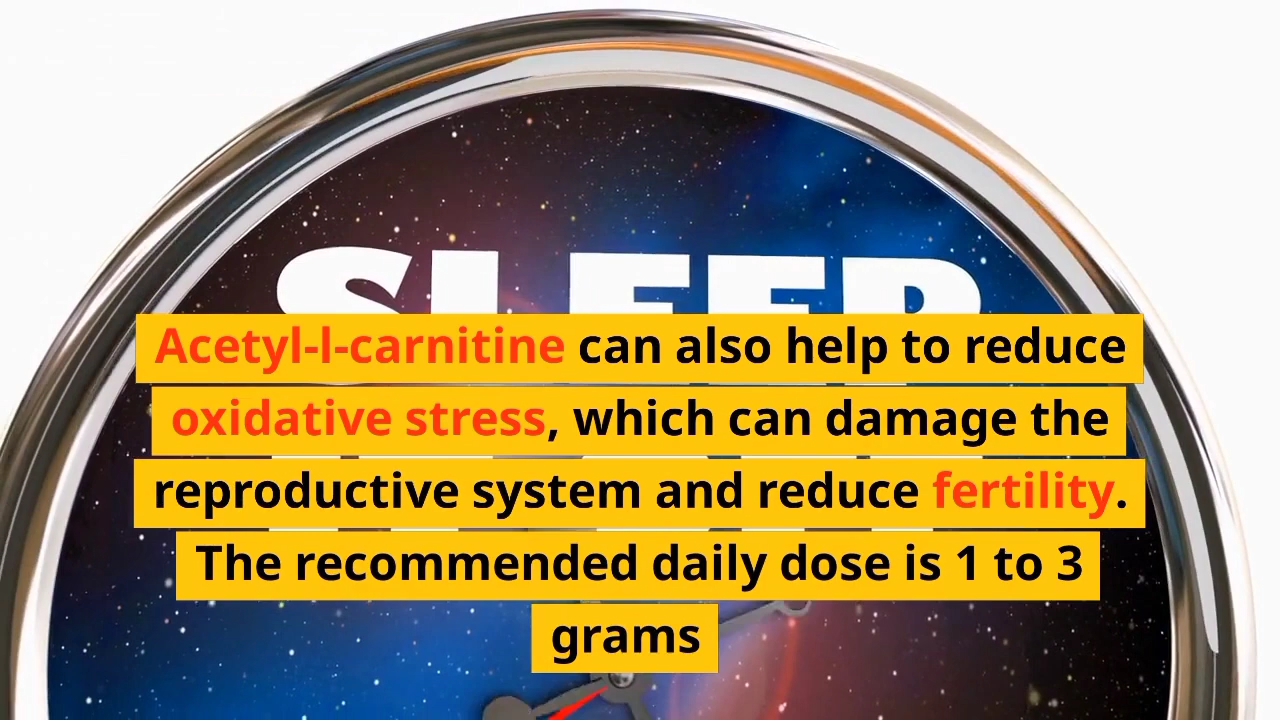 SLEEP
Acetyl-l-carnitine can also help to reduce
oxidative stress, which can damage the
reproductive system and reduce fertility.
The recommended daily dose is 1 to 3
grams